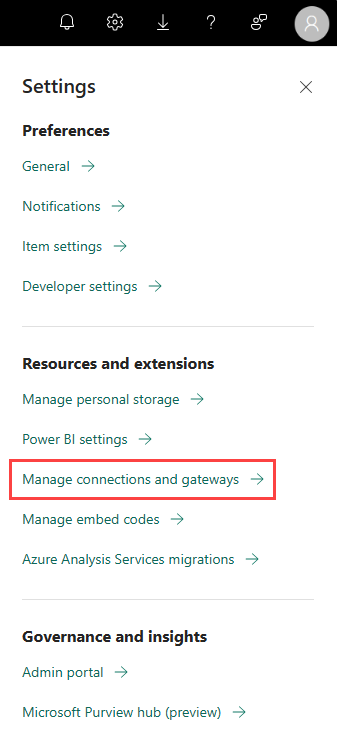 Settings
Preferences
General
Notifications
Item settings
Developer settings
Resources and extensions
Manage personal storage
Power BI settings
Manage connections and gateways
Manage embed codes
Azure Analysis Services migrations
Governance and insights
Admin portal
Microsoft Purview hub (preview)